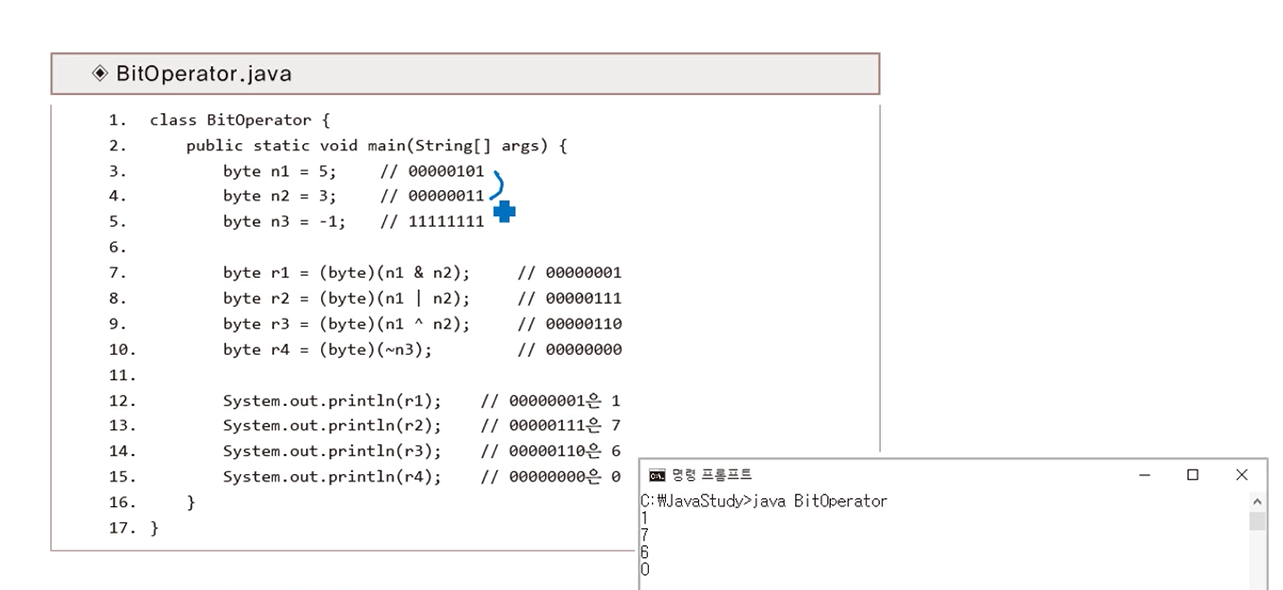 ◈ BitOperator.java
1. class BitOperator {
2. public static void main(String[] args) {
3. byte n1 = 5; // 00000101
4. byte n2 = 3; // 00000011
5. byte n3 = -1; // 11111111
6.
7. byte r1 = (byte)(n1 & n2); // 00000001
8. byte r2 = (byte)(n1 | n2); // 00000111
9. byte r3 = (byte)(n1 ^ n2); // 00000110
10. byte r4 = (byte)(~n3); // 00000000
11.
12. System.out.println(r1); // 00000001은 1
13. System.out.println(r2); // 00000111은 7
14. System.out.println(r3); // 00000110은 6
15. System.out.println(r4); // 00000000은 0
16. }
17. }
명령 프롬프트
C:₩JavaStudy>java BitOperator
1
7
6
0